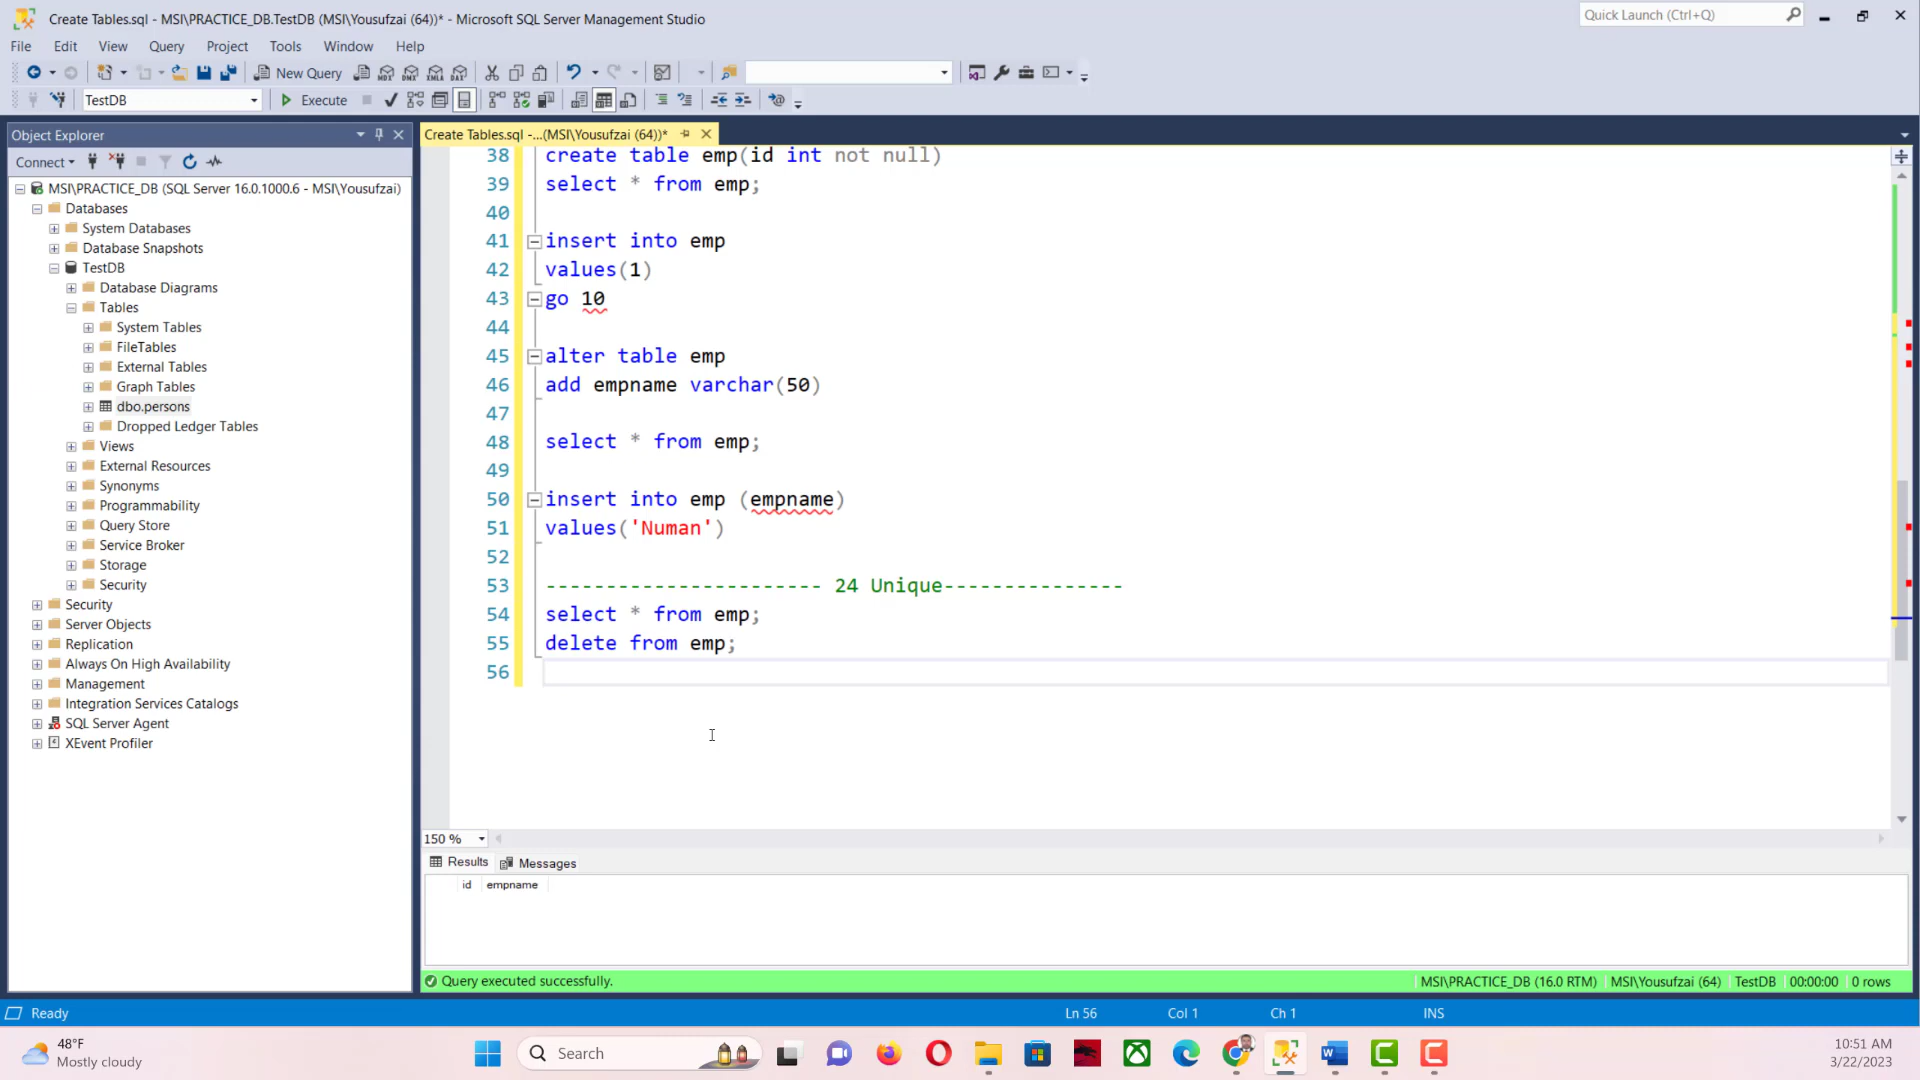 Create Tables.sql - MSI\PRACTICE_DB.TestDB (MSI\Yousufzai (64))* - Microsoft SQL Server Management Studio
Quick Launch (Ctrl+Q)
File Edit View Query Project Tools Window Help
New Query
MDX DMX XMLA DAX
TestDB
Execute
Object Explorer
Create Tables.sql -...(MSI\Yousufzai (64))*
Connect
MSI\PRACTICE_DB (SQL Server 16.0.1000.6 - MSI\Yousufzai)
Databases
System Databases
Database Snapshots
TestDB
Database Diagrams
Tables
System Tables
FileTables
External Tables
Graph Tables
dbo.persons
Dropped Ledger Tables
Views
External Resources
Synonyms
Programmability
Query Store
Service Broker
Storage
Security
Security
Server Objects
Replication
Always On High Availability
Management
Integration Services Catalogs
SQL Server Agent
XEvent Profiler
38 create table emp(id int not null)
39 select * from emp;
40
41 insert into emp
42 values(1)
43 go 10
44
45 alter table emp
46 add empname varchar(50)
47
48 select * from emp;
49
50 insert into emp (empname)
51 values('Numan')
52
53 ----------------------- 24 Unique---------------
54 select * from emp;
55 delete from emp;
56
150 %
Results Messages
id empname
Query executed successfully.
MSI\PRACTICE_DB (16.0 RTM) MSI\Yousufzai (64) TestDB 00:00:00 0 rows
Ready
Ln 56 Col 1 Ch 1 INS
48°F
Mostly cloudy
Search
10:51 AM
3/22/2023